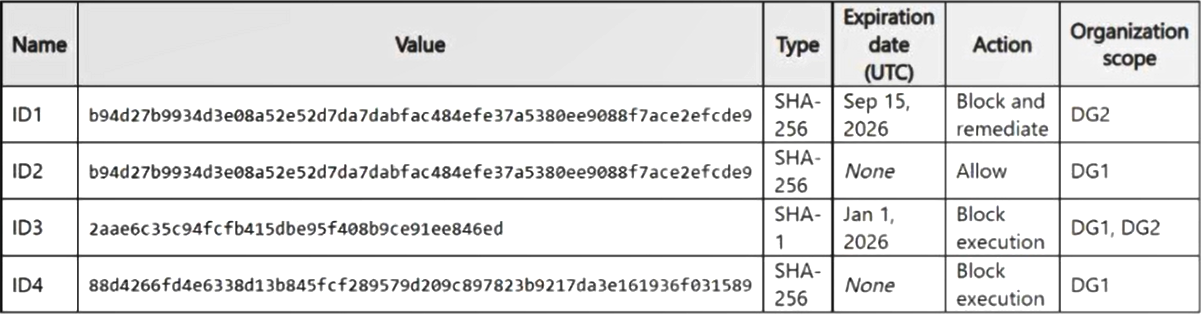 Name Value Type Expiration date (UTC) Action Organization scope
ID1 b94d27b9934d3e08a52e52d7da7dabfac484efe37a5380ee9088f7ace2efcde9 SHA-256 Sep 15, 2026 Block and remediate DG2
ID2 b94d27b9934d3e08a52e52d7da7dabfac484efe37a5380ee9088f7ace2efcde9 SHA-256 None Allow DG1
ID3 2aae6c35c94fcfb415dbe95f408b9ce91ee846ed SHA-1 Jan 1, 2026 Block execution DG1, DG2
ID4 88d4266fd4e6338d13b845fcf289579d209c897823b9217da3e161936f031589 SHA-256 None Block execution DG1